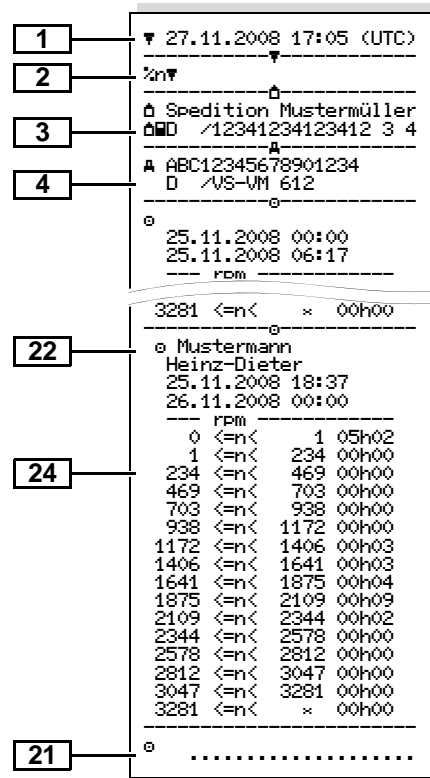 1
▼ 27.11.2008 17:05 (UTC)
2
%n▼
Spedition Mustermüller
3
D /12341234123412 3 4
A ABC12345678901234
4
D /VS-VM 612
25.11.2008 00:00
25.11.2008 06:17
--- rpm ---
3281 <=n< × 00h00
22
Mustermann
Heinz-Dieter
25.11.2008 18:37
26.11.2008 00:00
--- rpm ---
0 <=n< 1 05h02
1 <=n< 234 00h00
24
234 <=n< 469 00h00
469 <=n< 703 00h00
703 <=n< 938 00h00
938 <=n< 1172 00h00
1172 <=n< 1406 00h03
1406 <=n< 1641 00h03
1641 <=n< 1875 00h04
1875 <=n< 2109 00h09
2109 <=n< 2344 00h02
2344 <=n< 2578 00h00
2578 <=n< 2812 00h00
2812 <=n< 3047 00h00
3047 <=n< 3281 00h00
3281 <=n< × 00h00
21
....................